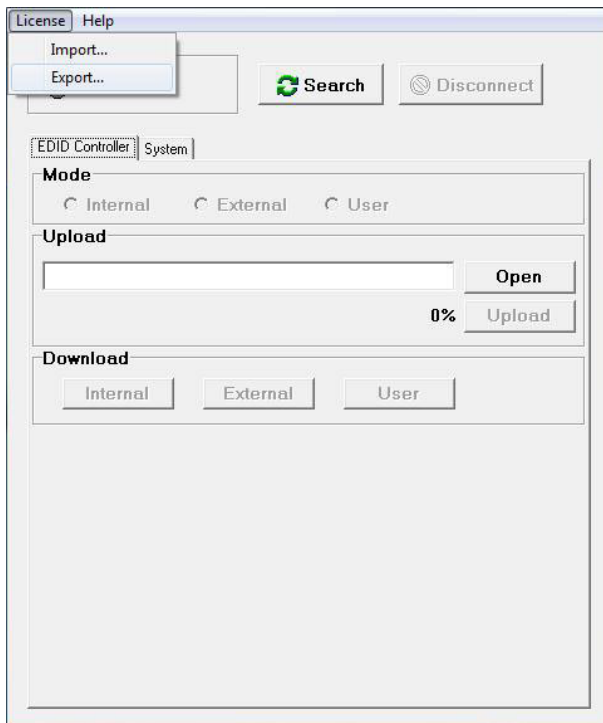 License Help
Import...
Export...
Search Disconnect
EDID Controller System
Mode
Internal External User
Upload
Open
0% Upload
Download
Internal External User